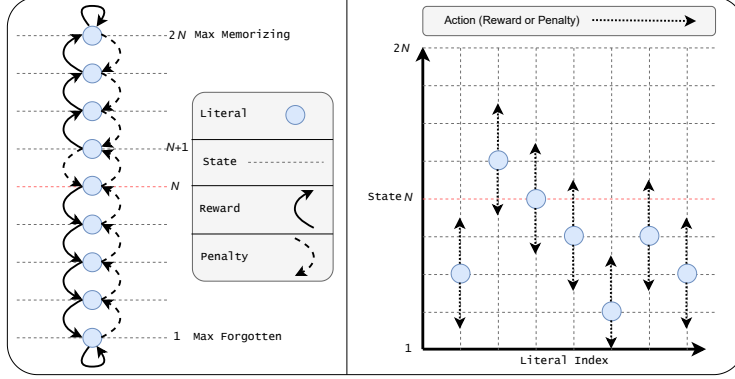 2N Max Memorizing
N+1
N
1 Max Forgotten
Literal
State
Reward
Penalty
Action (Reward or Penalty)
2N
State N
1
Literal Index